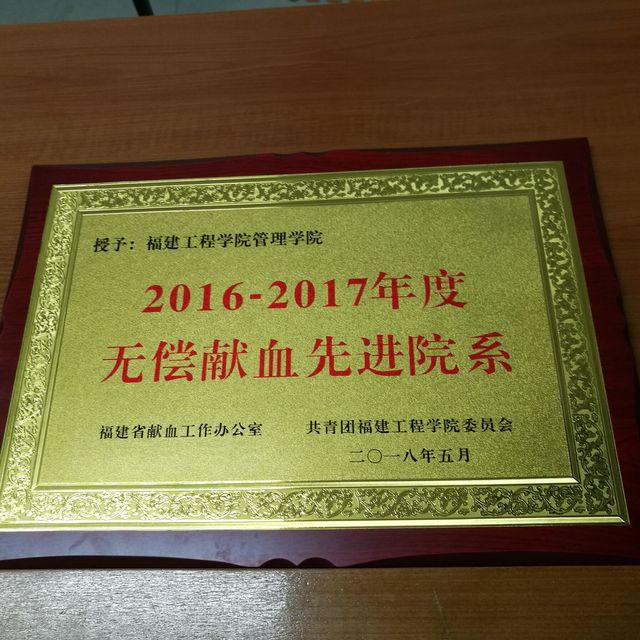 授予：福建工程学院管理学院
2016-2017年度
无偿献血先进院系
福建省献血工作办公室 共青团福建工程学院委员会
二〇一八年五月